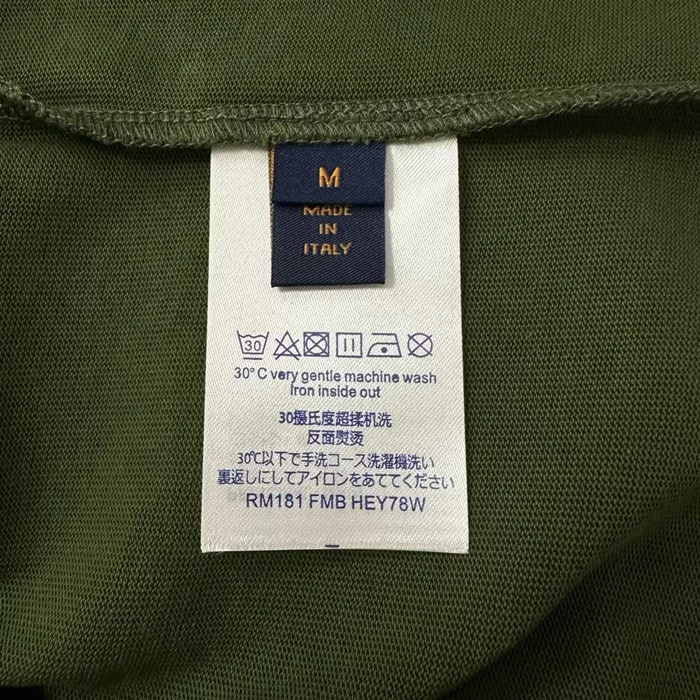 M
MADE
IN
ITALY
30
30°C very gentle machine wash
Iron inside out
30摄氏度超揉机洗
反面熨烫
30℃以下で手洗コース洗濯機洗い
裏返しにしてアイロンをあててください
RM181 FMB HEY78W